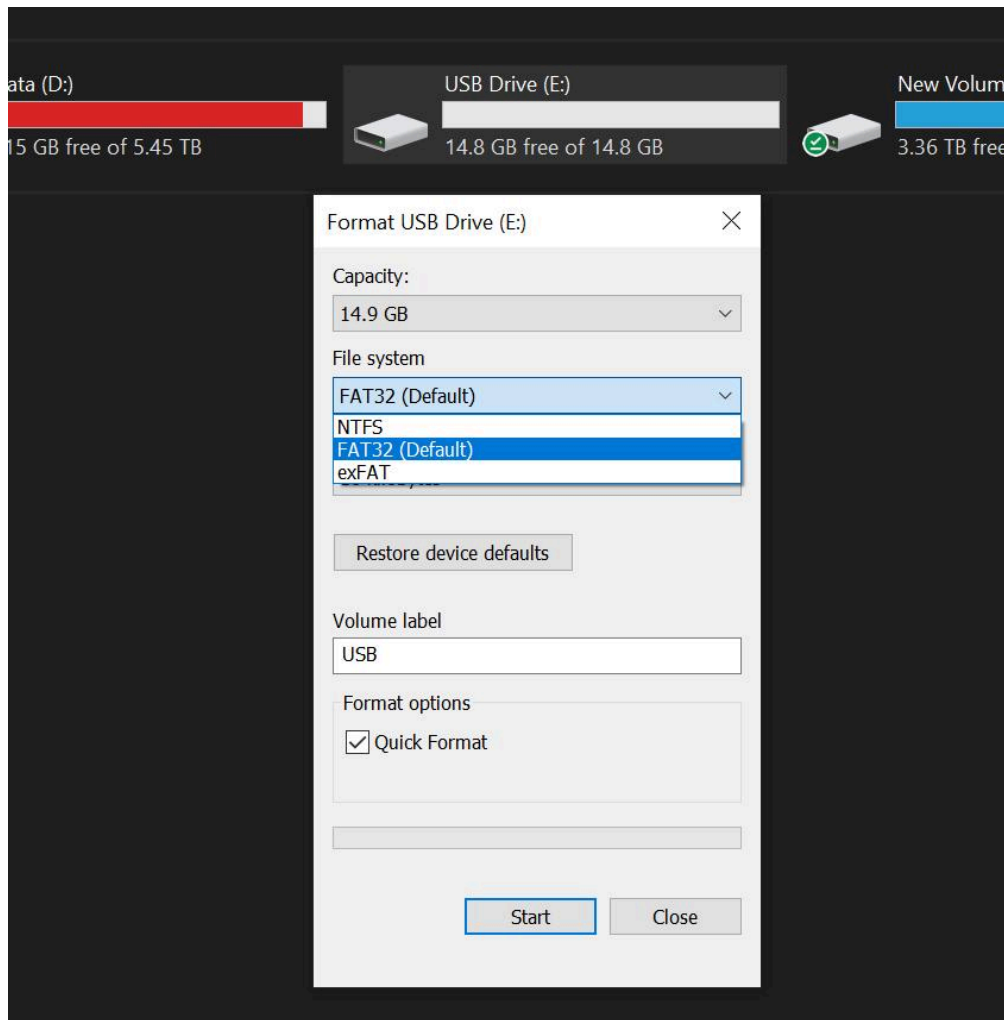 ata (D:)
USB Drive (E:)
New Volum
15 GB free of 5.45 TB
14.8 GB free of 14.8 GB
3.36 TB free
Format USB Drive (E:)
Capacity:
14.9 GB
File system
FAT32 (Default)
NTFS
FAT32 (Default)
exFAT
Restore device defaults
Volume label
USB
Format options
Quick Format
Start
Close